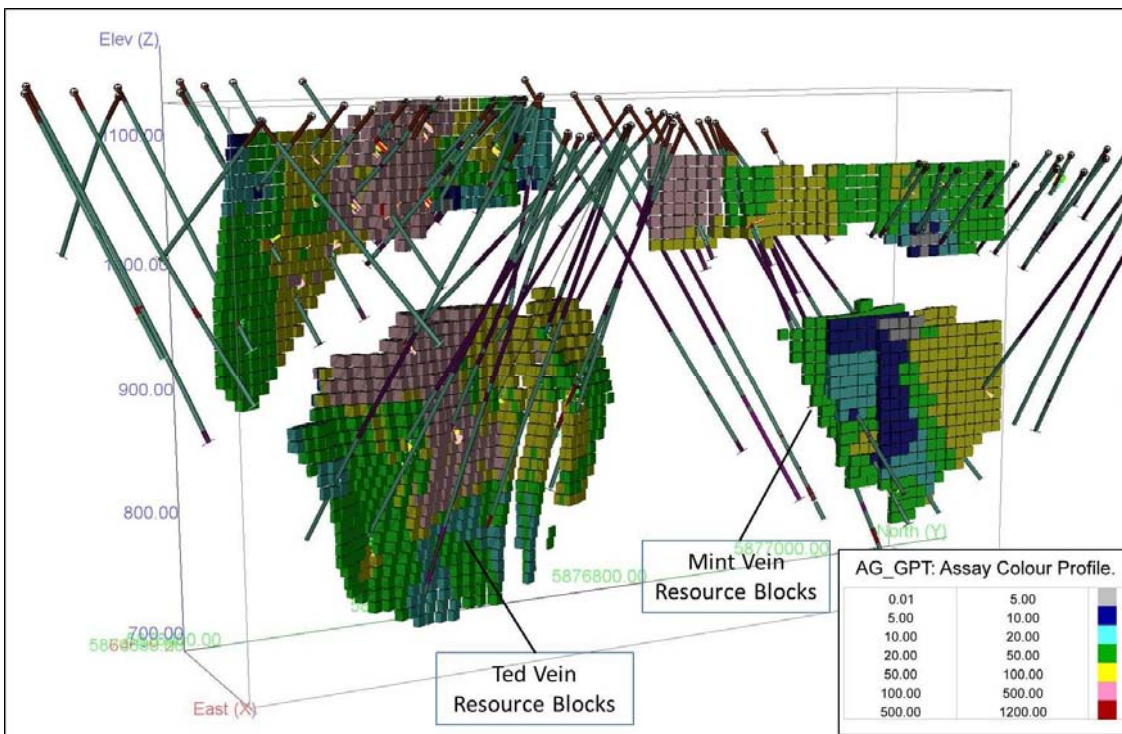 Elev (Z)
1100.00
1000.00
900.00
800.00
700.00
North (Y)
5877000.00
5876800.00
East (X)
Mint Vein
Resource Blocks
Ted Vein
Resource Blocks
AG_GPT: Assay Colour Profile.
0.01 5.00
5.00 10.00
10.00 20.00
20.00 50.00
50.00 100.00
100.00 500.00
500.00 1200.00